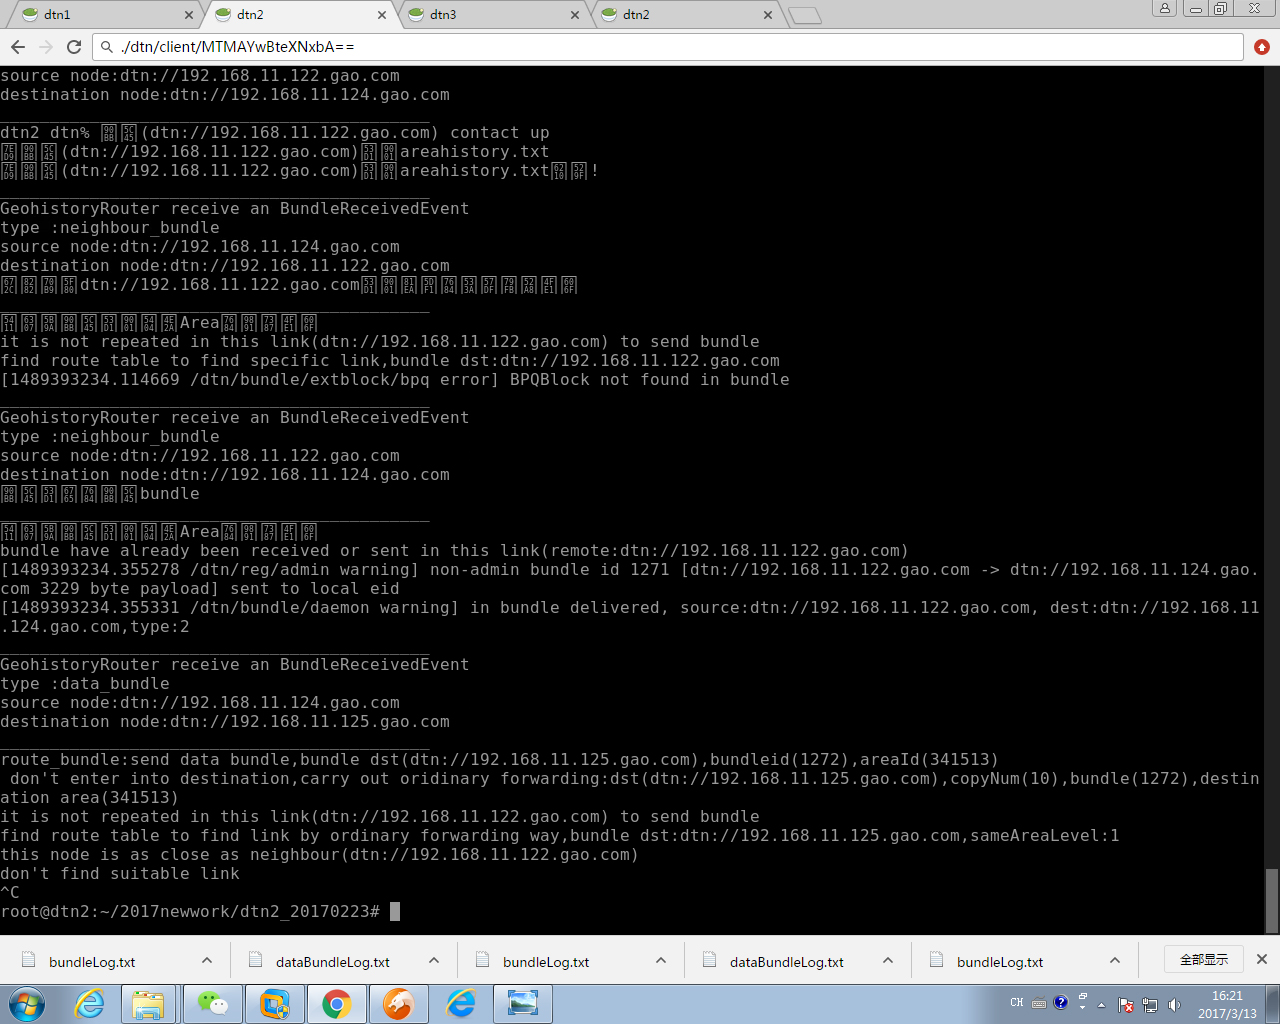 dtn1
dtn2
dtn3
dtn2
./dtn/client/MTMAYwBteXNxbA==
source node:dtn://192.168.11.122.gao.com
destination node:dtn://192.168.11.124.gao.com
___________________________________________
dtn2 dtn% (dtn://192.168.11.122.gao.com) contact up
(dtn://192.168.11.122.gao.com)areahistory.txt
(dtn://192.168.11.122.gao.com)areahistory.txt!
___________________________________________
GeohistoryRouter receive an BundleReceivedEvent
type :neighbour_bundle
source node:dtn://192.168.11.124.gao.com
destination node:dtn://192.168.11.122.gao.com
dtn://192.168.11.122.gao.com
___________________________________________
Area
it is not repeated in this link(dtn://192.168.11.122.gao.com) to send bundle
find route table to find specific link,bundle dst:dtn://192.168.11.122.gao.com
[1489393234.114669 /dtn/bundle/extblock/bpq error] BPQBlock not found in bundle
___________________________________________
GeohistoryRouter receive an BundleReceivedEvent
type :neighbour_bundle
source node:dtn://192.168.11.122.gao.com
destination node:dtn://192.168.11.124.gao.com
bundle
___________________________________________
Area
bundle have already been received or sent in this link(remote:dtn://192.168.11.122.gao.com)
[1489393234.355278 /dtn/reg/admin warning] non-admin bundle id 1271 [dtn://192.168.11.122.gao.com -> dtn://192.168.11.124.gao.
com 3229 byte payload] sent to local eid
[1489393234.355331 /dtn/bundle/daemon warning] in bundle delivered, source:dtn://192.168.11.122.gao.com, dest:dtn://192.168.11
.124.gao.com,type:2
___________________________________________
GeohistoryRouter receive an BundleReceivedEvent
type :data_bundle
source node:dtn://192.168.11.124.gao.com
destination node:dtn://192.168.11.125.gao.com
___________________________________________
route_bundle:send data bundle,bundle dst(dtn://192.168.11.125.gao.com),bundleid(1272),areaId(341513)
don't enter into destination,carry out oridinary forwarding:dst(dtn://192.168.11.125.gao.com),copyNum(10),bundle(1272),destin
ation area(341513)
it is not repeated in this link(dtn://192.168.11.122.gao.com) to send bundle
find route table to find link by ordinary forwarding way,bundle dst:dtn://192.168.11.125.gao.com,sameAreaLevel:1
this node is as close as neighbour(dtn://192.168.11.122.gao.com)
don't find suitable link
^C
root@dtn2:~/2017newwork/dtn2_20170223#
bundleLog.txt
dataBundleLog.txt
bundleLog.txt
dataBundleLog.txt
bundleLog.txt
全部显示
CH
16:21
2017/3/13